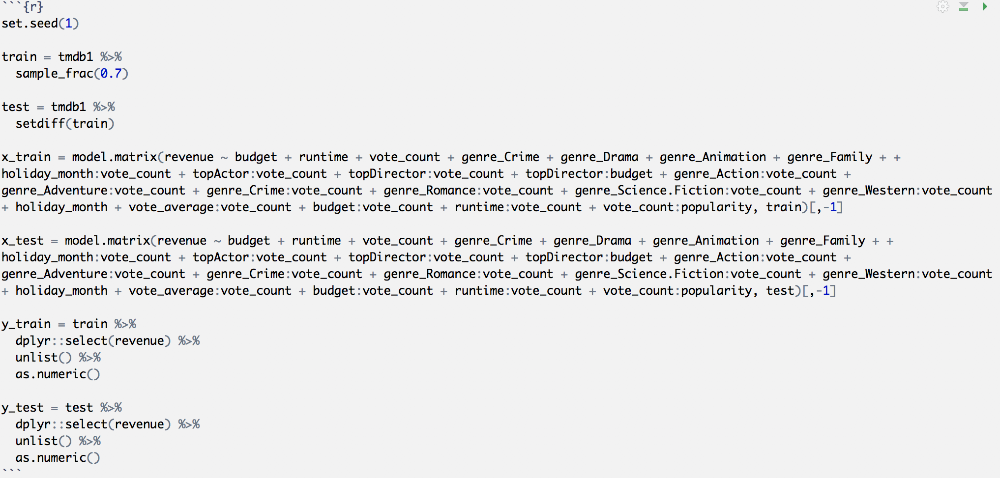 ```{r}
set.seed(1)
train = tmdb1 %>%
  sample_frac(0.7)
test = tmdb1 %>%
  setdiff(train)
x_train = model.matrix(revenue ~ budget + runtime + vote_count + genre_Crime + genre_Drama + genre_Animation + genre_Family + +
holiday_month:vote_count + topActor:vote_count + topDirector:vote_count + topDirector:budget + genre_Action:vote_count +
genre_Adventure:vote_count + genre_Crime:vote_count + genre_Romance:vote_count + genre_Science.Fiction:vote_count + genre_Western:vote_count
+ holiday_month + vote_average:vote_count + budget:vote_count + runtime:vote_count + vote_count:popularity, train)[,-1]
x_test = model.matrix(revenue ~ budget + runtime + vote_count + genre_Crime + genre_Drama + genre_Animation + genre_Family + +
holiday_month:vote_count + topActor:vote_count + topDirector:vote_count + topDirector:budget + genre_Action:vote_count +
genre_Adventure:vote_count + genre_Crime:vote_count + genre_Romance:vote_count + genre_Science.Fiction:vote_count + genre_Western:vote_count
+ holiday_month + vote_average:vote_count + budget:vote_count + runtime:vote_count + vote_count:popularity, test)[,-1]
y_train = train %>%
  dplyr::select(revenue) %>%
  unlist() %>%
  as.numeric()
y_test = test %>%
  dplyr::select(revenue) %>%
  unlist() %>%
  as.numeric()
```